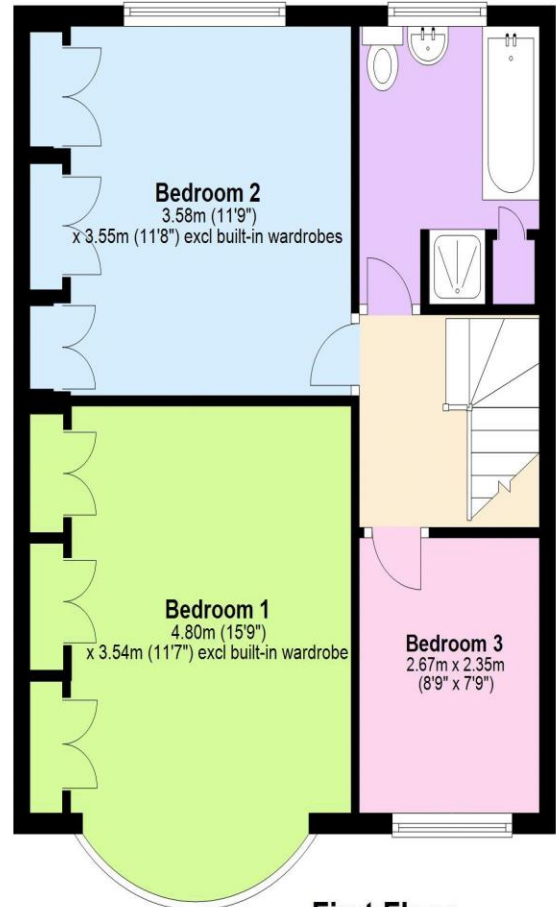 Bedroom 2
3.58m (11'9")
x 3.55m (11'8") excl built-in wardrobes
Bedroom 1
4.80m (15'9")
x 3.54m (11'7") excl built-in wardrobe
Bedroom 3
2.67m x 2.35m
(8'9" x 7'9")
First Floor